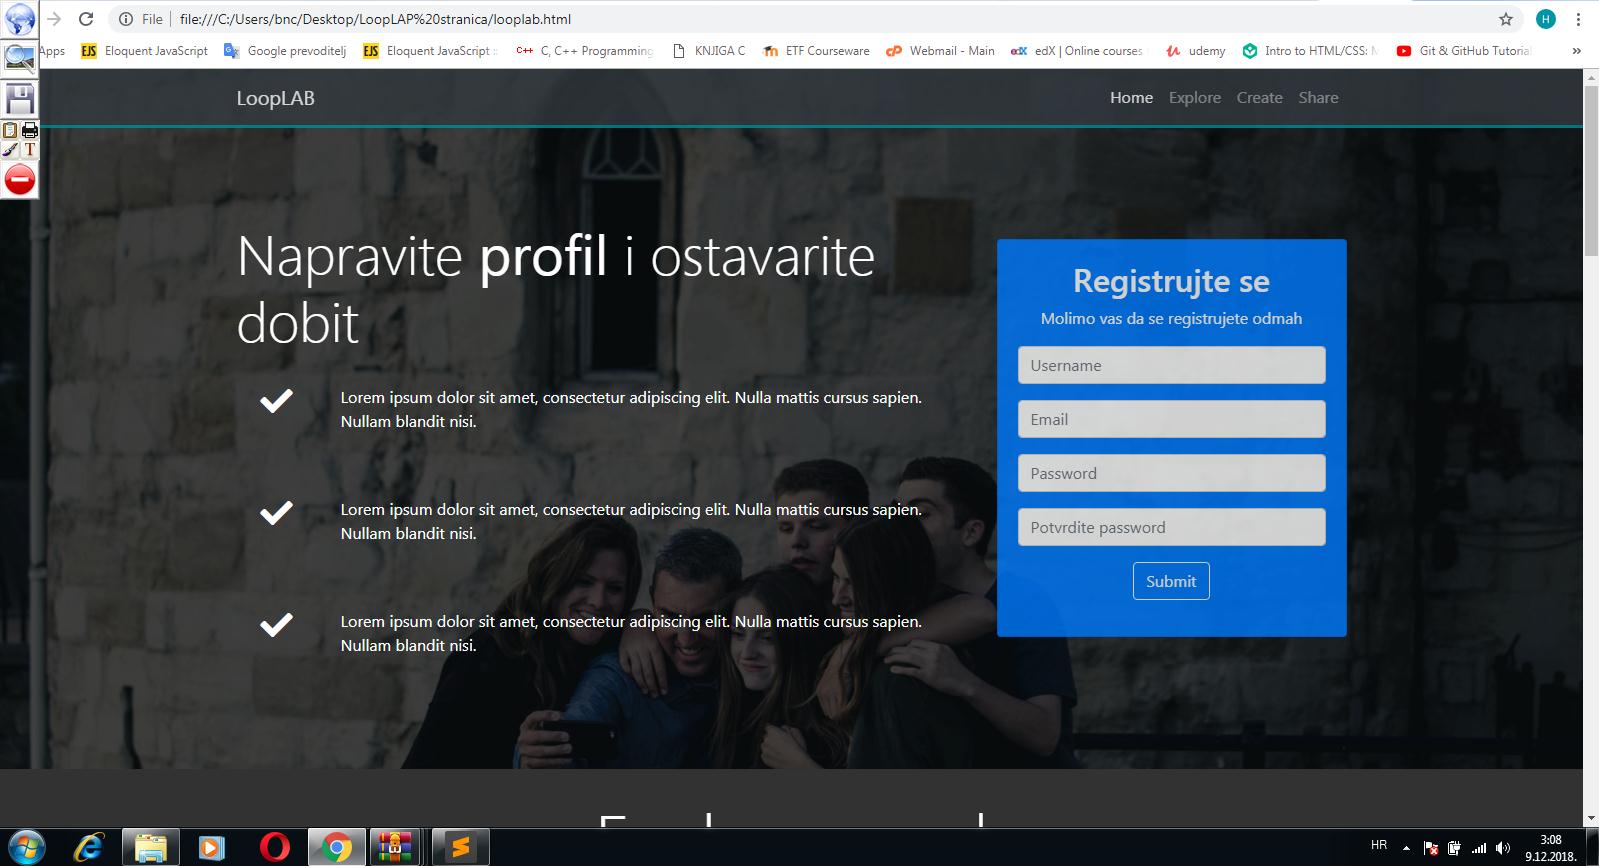 File
file:///C:/Users/bnc/Desktop/LoopLAP%20stranica/looplab.html
H
Apps
EJS Eloquent JavaScript
Google prevoditelj
EJS Eloquent JavaScript ::
C++ C, C++ Programming
KNJIGA C
ETF Courseware
cP Webmail - Main
edX edX | Online courses
udemy
Intro to HTML/CSS: M
Git & GitHub Tutorial
»
T
LoopLAB
Home Explore Create Share
Napravite profil i ostavarite
dobit
Lorem ipsum dolor sit amet, consectetur adipiscing elit. Nulla mattis cursus sapien.
Nullam blandit nisi.
Lorem ipsum dolor sit amet, consectetur adipiscing elit. Nulla mattis cursus sapien.
Nullam blandit nisi.
Lorem ipsum dolor sit amet, consectetur adipiscing elit. Nulla mattis cursus sapien.
Nullam blandit nisi.
Registrujte se
Molimo vas da se registrujete odmah
Username
Email
Password
Potvrdite password
Submit
HR
3:08
9.12.2018.